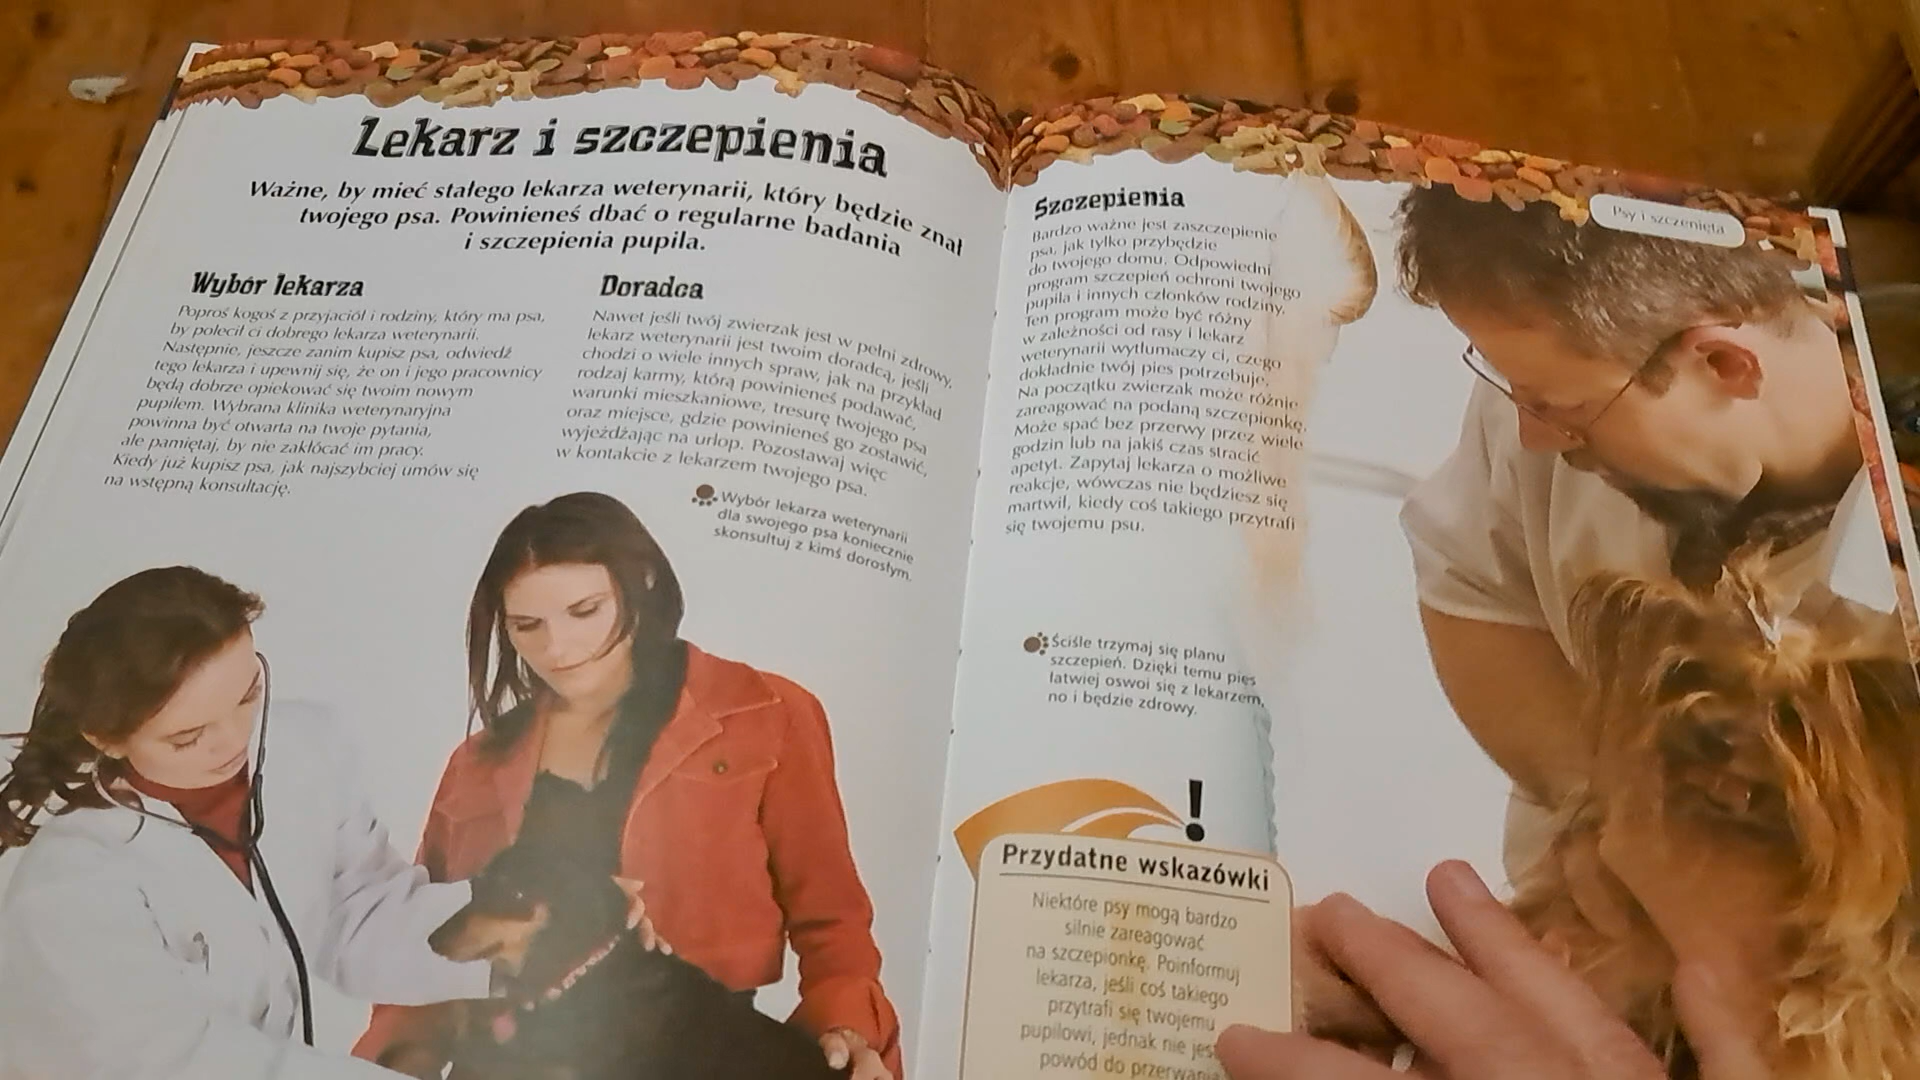 Lekarz i szczepienia
Ważne, by mieć stałego lekarza weterynarii, który będzie znał
twojego psa. Powinieneś dbać o regularne badania
i szczepienia pupila.
Wybór lekarza
Poproś kogoś z przyjaciół i rodziny, który ma psa,
by polecił ci dobrego lekarza weterynarii.
Następnie, jeszcze zanim kupisz psa, odwiedź
tego lekarza i upewnij się, że on i jego pracownicy
będą dobrze opiekować się twoim nowym
pupilem. Wybrana klinika weterynaryjna
powinna być otwarta na twoje pytania,
ale pamiętaj, by nie zakłócać im pracy.
Kiedy już kupisz psa, jak najszybciej umów się
na wstępną konsultację.
Doradca
Nawet jeśli twój zwierzak jest w pełni zdrowy,
lekarz weterynarii jest twoim doradcą, jeśli
chodzi o wiele innych spraw, jak na przykład
rodzaj karmy, którą powinieneś podawać,
warunki mieszkaniowe, tresurę twojego psa
oraz miejsce, gdzie powinieneś go zostawić,
wyjeżdżając na urlop. Pozostawaj więc
w kontakcie z lekarzem twojego psa.
Wybór lekarza weterynarii
dla swojego psa koniecznie
skonsultuj z kimś dorosłym.
Psy i szczenięta
Szczepienia
Bardzo ważne jest zaszczepienie
psa, jak tylko przybędzie
do twojego domu. Odpowiedni
program szczepień ochroni twojego
pupila i innych członków rodziny.
Ten program może być różny
w zależności od rasy i lekarz
weterynarii wytłumaczy ci, czego
dokładnie twój pies potrzebuje.
Na początku zwierzak może różnie
zareagować na podaną szczepionkę.
Może spać bez przerwy przez wiele
godzin lub na jakiś czas stracić
apetyt. Zapytaj lekarza o możliwe
reakcje, wówczas nie będziesz się
martwił, kiedy coś takiego przytrafi
się twojemu psu.
Ściśle trzymaj się planu
szczepień. Dzięki temu pies
łatwiej oswoi się z lekarzem,
no i będzie zdrowy.
!
Przydatne wskazówki
Niektóre psy mogą bardzo
silnie zareagować
na szczepionkę. Poinformuj
lekarza, jeśli coś takiego
przytrafi się twojemu
pupilowi, jednak nie
powód do